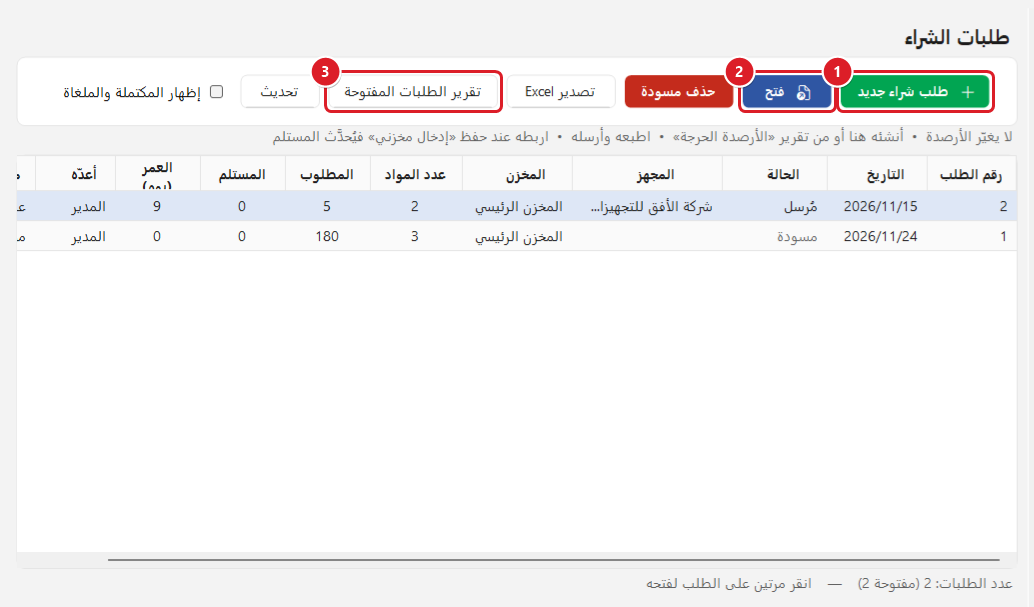 طلبات الشراء
1 2 3
طلب شراء جديد فتح حذف مسودة تصدير Excel تقرير الطلبات المفتوحة تحديث إظهار المكتملة والملغاة
لا يغيّر الأرصدة • أنشئه هنا أو من تقرير «الأرصدة الحرجة» • اطبعه وأرسله • اربطه عند حفظ «إدخال مخزني» فيُحدَّث المستلم
رقم الطلب التاريخ الحالة المجهز المخزن عدد المواد المطلوب المستلم العمر (يوم) أعدّه
2 2026/11/15 مُرسل شركة الأفق للتجهيزا... المخزن الرئيسي 2 5 0 9 المدير
1 2026/11/24 مسودة المخزن الرئيسي 3 180 0 0 المدير
عدد الطلبات: 2 (مفتوحة 2) — انقر مرتين على الطلب لفتحه